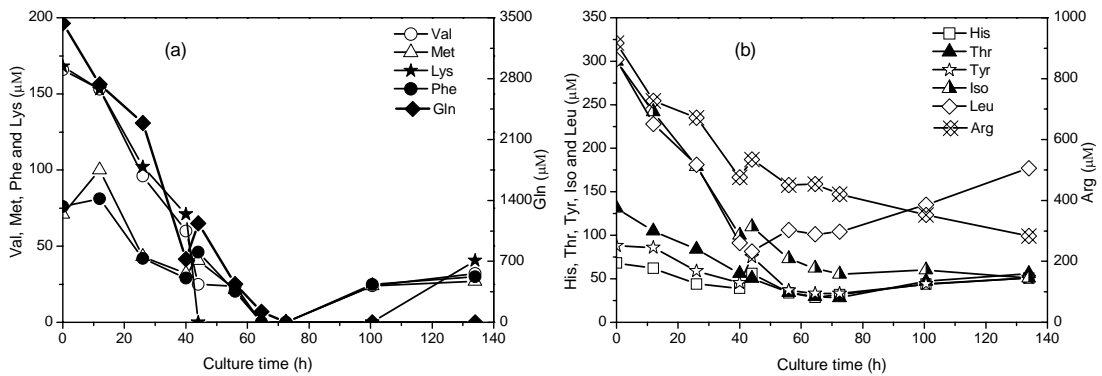 (a)
Val
Met
Lys
Phe
Gln
200
150
100
50
25
0
3500
2800
2100
1400
700
0
0 20 40 60 80 100 120 140
Culture time (h)
Val, Met, Phe and Lys (μM)
Gln (μM)
(b)
His
Thr
Tyr
Iso
Leu
Arg
350
300
250
200
150
100
50
0
1000
800
600
400
200
0
0 20 40 60 80 100 120 140
Culture time (h)
His, Thr, Tyr, Iso and Leu (μM)
Arg (μM)